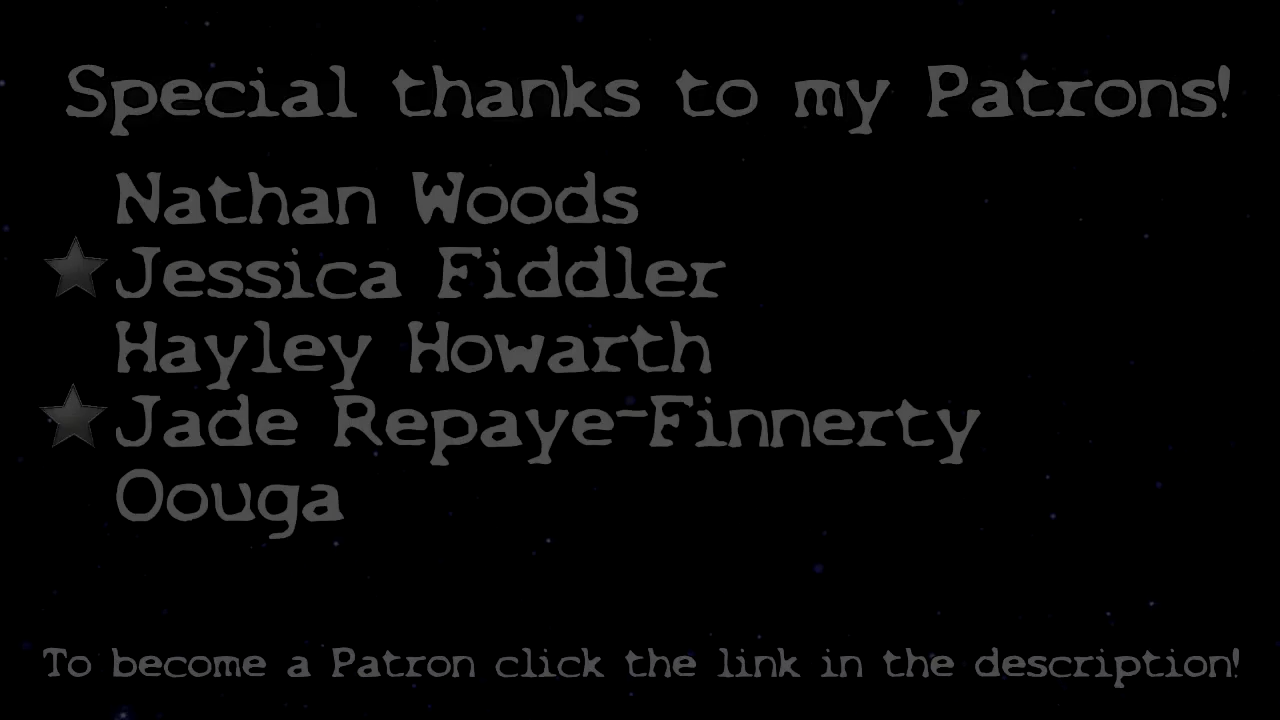 Special thanks to my Patrons!
Nathan Woods
Jessica Fiddler
Hayley Howarth
Jade Repaye-Finnerty
Oouga
To become a Patron click the link in the description!